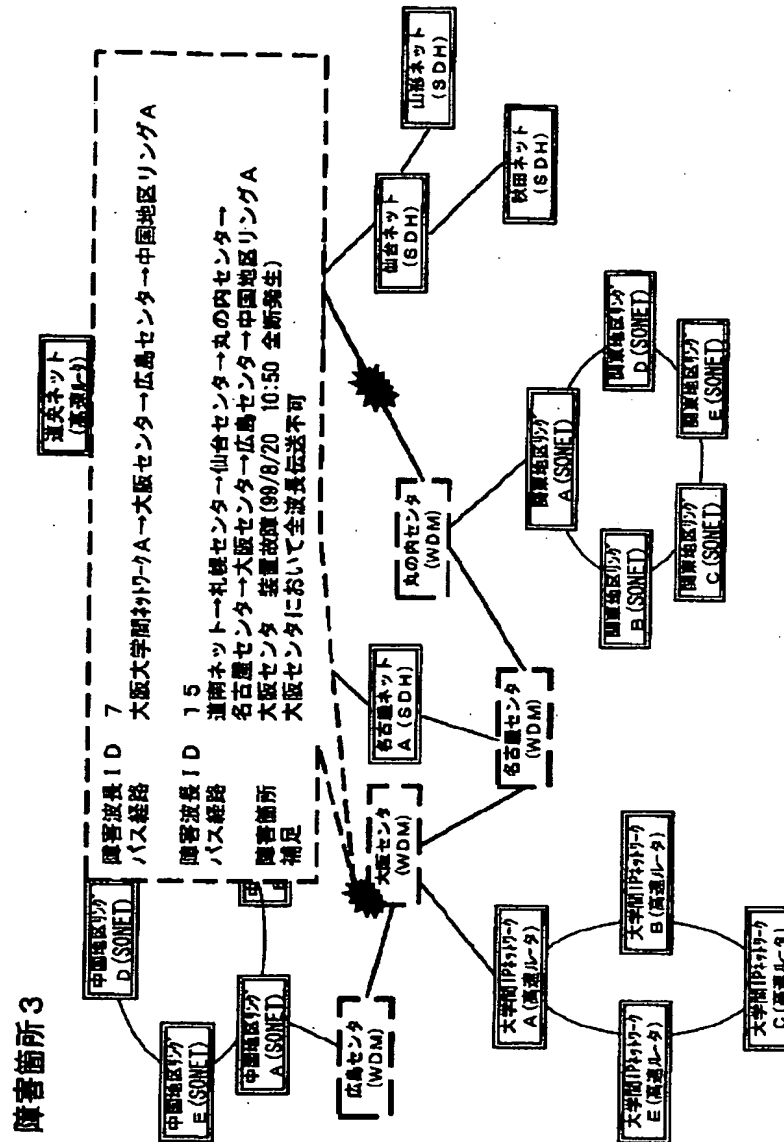 障害箇所3
道央ネット
(高速ルータ)
障害波長ID 7
パス経路 大阪大学間ネットワークA→大阪センタ→広島センタ→中国地区リングA
障害波長ID 15
パス経路 道南ネット→札幌センタ→仙台センタ→丸の内センタ→
名古屋センタ→大阪センタ→広島センタ→中国地区リングA
障害箇所 大阪センタ 装置故障(99/8/20 10:50 全断発生)
補足 大阪センタにおいて全波長伝送不可
中国地区リング
D(SONET)
中国地区リング
E(SONET)
中国地区リング
A(SONET)
広島センタ
(WDM)
大阪センタ
(WDM)
名古屋ネット
A(SDH)
名古屋センタ
(WDM)
丸の内センタ
(WDM)
仙台ネット
(SDH)
山形ネット
(SDH)
秋田ネット
(SDH)
大学間IPネットワーク
A(高速ルータ)
大学間IPネットワーク
B(高速ルータ)
大学間IPネットワーク
E(高速ルータ)
大学間IPネットワーク
C(高速ルータ)
関東地区リング
A(SONET)
関東地区リング
B(SONET)
関東地区リング
C(SONET)
関東地区リング
D(SONET)
関東地区リング
E(SONET)